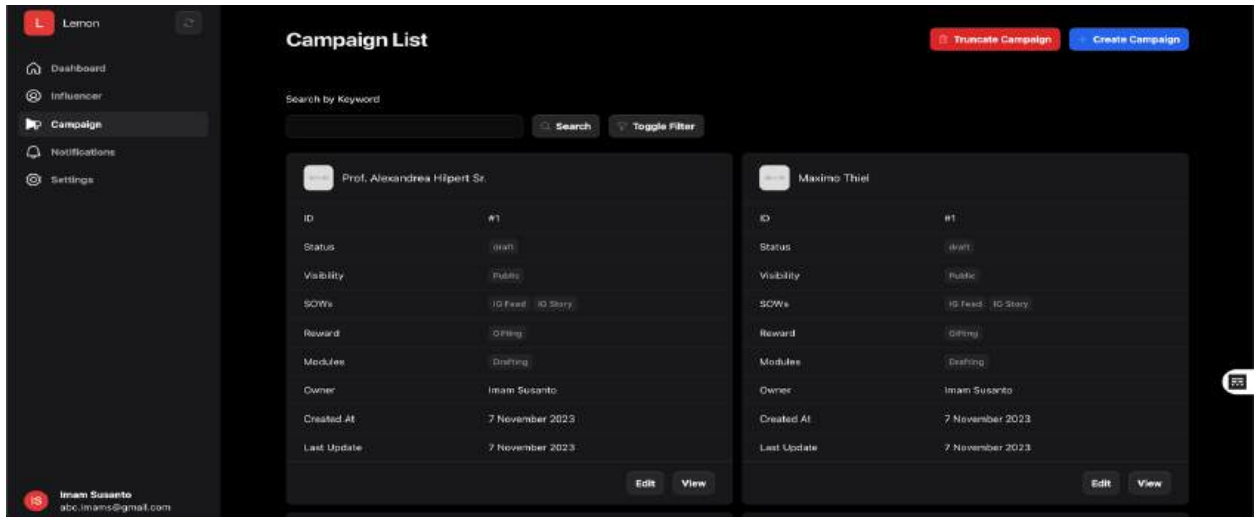 L Lemon
Dashboard
Influencer
Campaign
Notifications
Settings
IS Imam Susanto
abc.imams@gmail.com
Campaign List
Truncate Campaign
Create Campaign
Search by Keyword
Search
Toggle Filter
Prof. Alexandrea Hilpert Sr.
ID #1
Status draft
Visibility Public
SOWs IG Feed IG Story
Reward Gifting
Modules Drafting
Owner Imam Susanto
Created At 7 November 2023
Last Update 7 November 2023
Edit View
Maximo Thiel
ID #1
Status draft
Visibility Public
SOWs IG Feed IG Story
Reward Gifting
Modules Drafting
Owner Imam Susanto
Created At 7 November 2023
Last Update 7 November 2023
Edit View